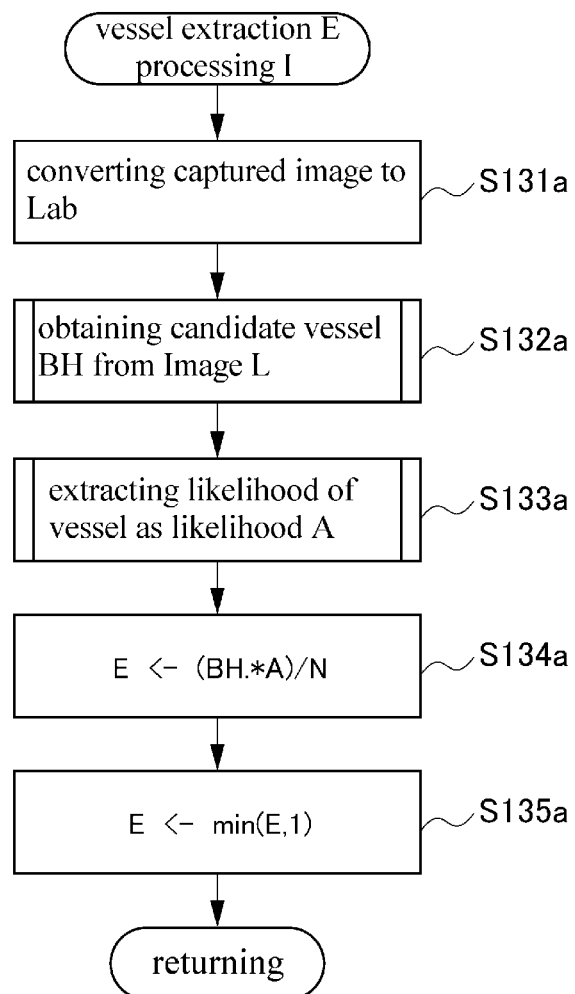 vessel extraction E
processing I
converting captured image to
Lab
S131a
obtaining candidate vessel
BH from Image L
S132a
extracting likelihood of
vessel as likelihood A
S133a
E <- (BH.*A)/N
S134a
E <- min(E,1)
S135a
returning